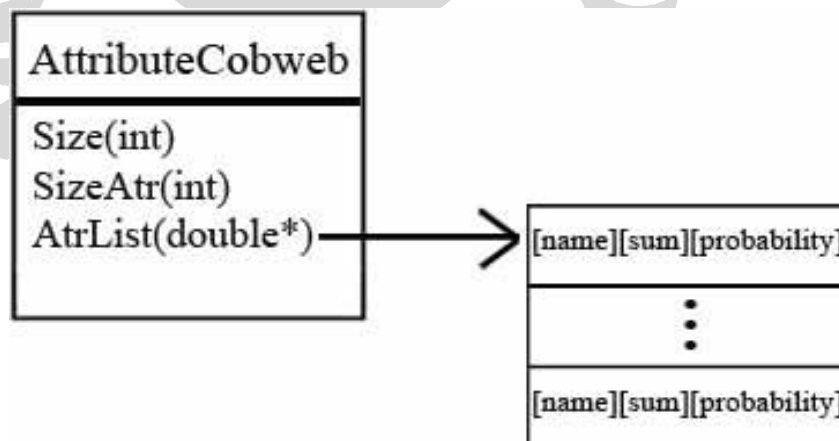 AttributeCobweb
Size(int)
SizeAtr(int)
AtrList(double*)
[name][sum][probability]
[name][sum][probability]